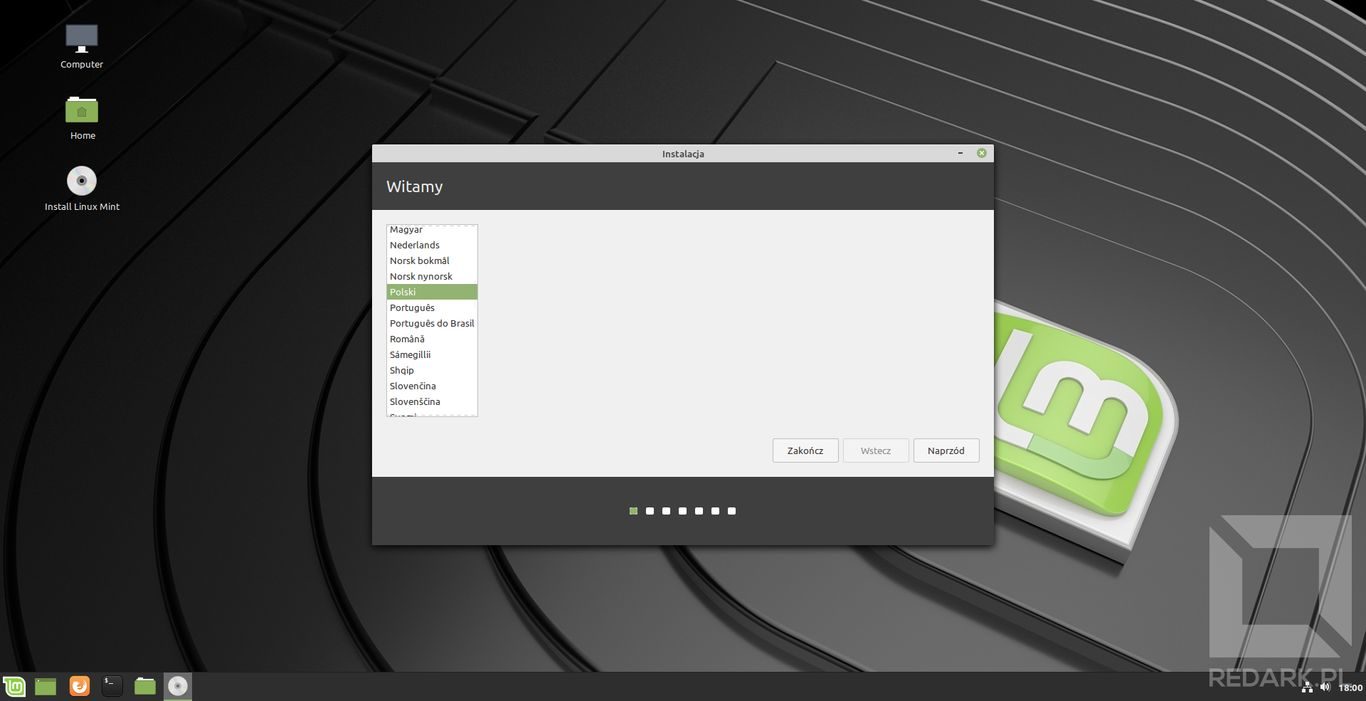 Computer
Home
Install Linux Mint
Instalacja
Witamy
Magyar
Nederlands
Norsk bokmål
Norsk nynorsk
Polski
Português
Português do Brasil
Română
Sámegillii
Shqip
Slovenčina
Slovenščina
Zakończ
Wstecz
Naprzód
lm
$_
REDARK.PL
18:00